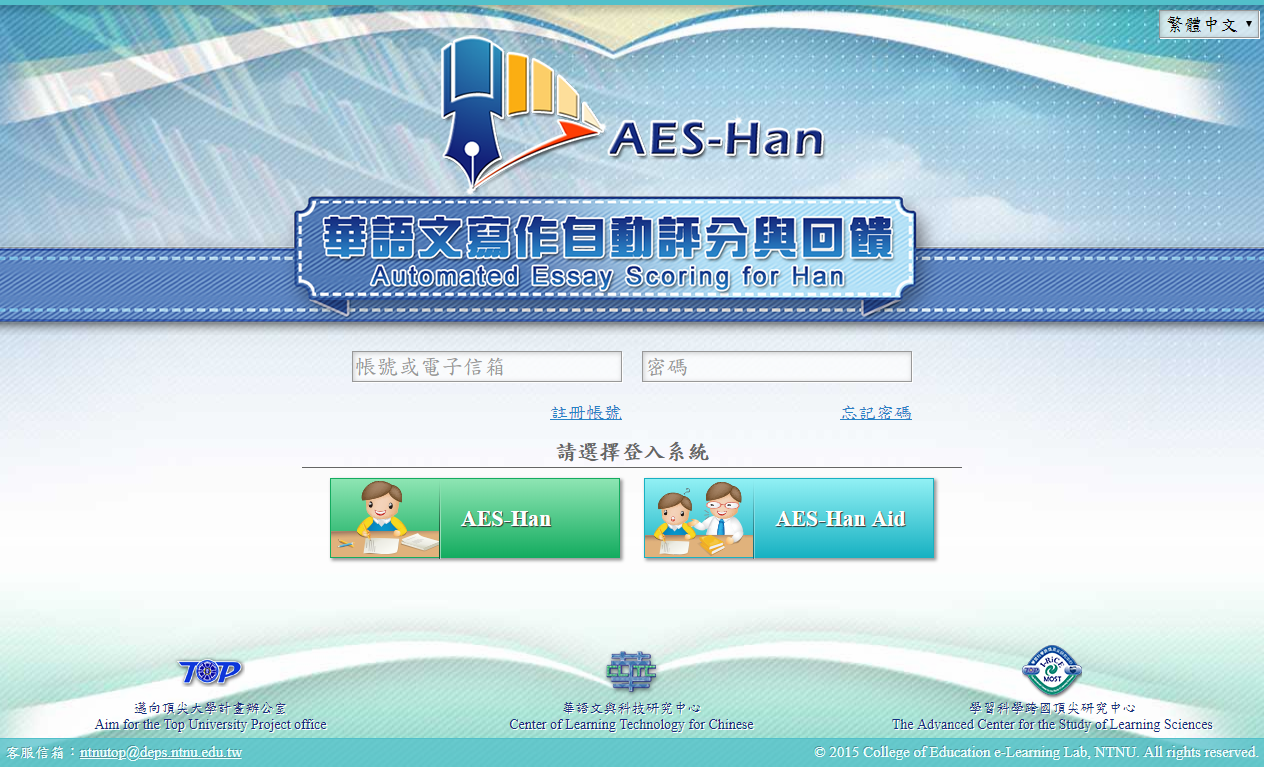 繁體中文
AES-Han
華語文寫作自動評分與回饋
Automated Essay Scoring for Han
帳號或電子信箱 密碼
註冊帳號 忘記密碼
請選擇登入系統
AES-Han AES-Han Aid
TOP
邁向頂尖大學計畫辦公室
Aim for the Top University Project office
CLTC
華語文與科技研究中心
Center of Learning Technology for Chinese
MOST
學習科學跨國頂尖研究中心
The Advanced Center for the Study of Learning Sciences
客服信箱：ntnutop@deps.ntnu.edu.tw
© 2015 College of Education e-Learning Lab, NTNU. All rights reserved.